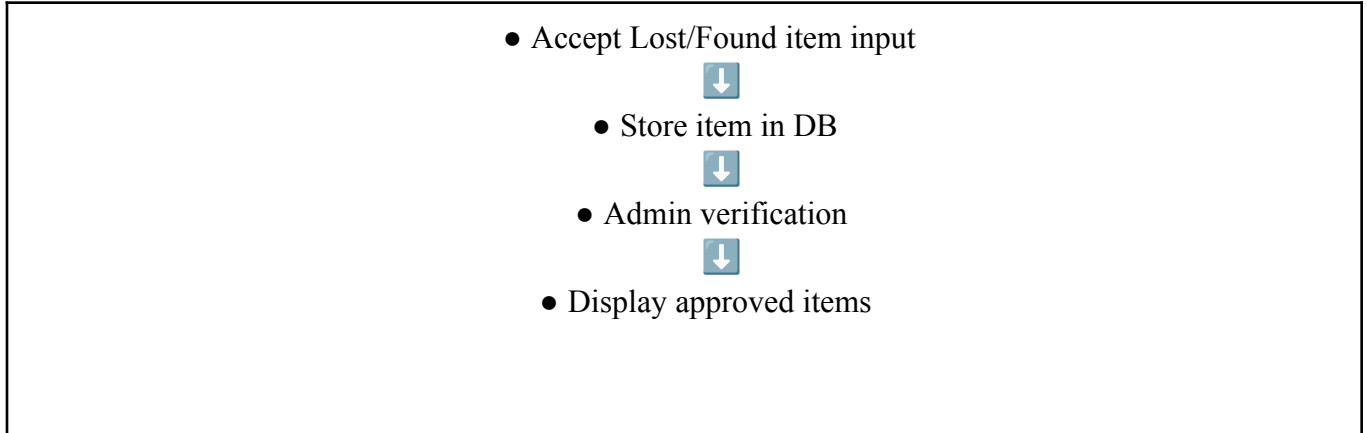 ● Accept Lost/Found item input
⬇️
● Store item in DB
⬇️
● Admin verification
⬇️
● Display approved items